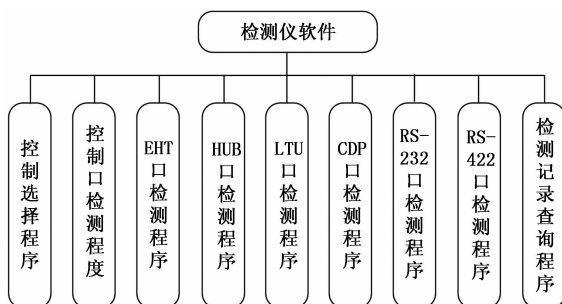 检测仪软件
控制选择程序
控制口检测程度
EHT口检测程序
HUB口检测程序
LTU口检测程序
CDP口检测程序
RS-232口检测程序
RS-422口检测程序
检测记录查询程序